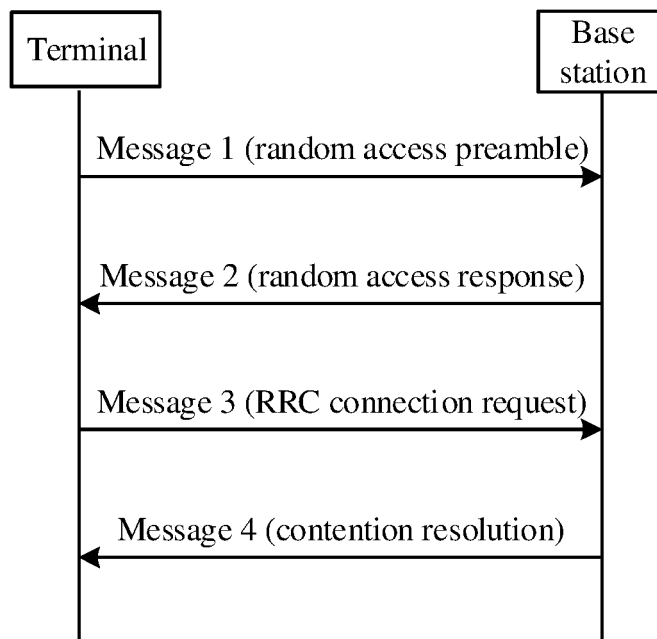 Terminal
Base
station
Message 1 (random access preamble)
Message 2 (random access response)
Message 3 (RRC connection request)
Message 4 (contention resolution)